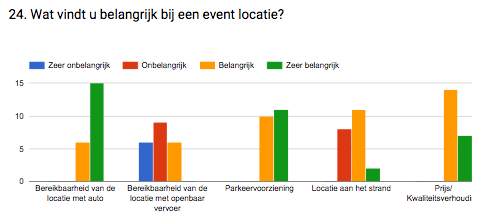 24. Wat vindt u belangrijk bij een event locatie?
Zeer onbelangrijk Onbelangrijk Belangrijk Zeer belangrijk
15
10
5
0
Bereikbaarheid van de
locatie met auto
Bereikbaarheid van de
locatie met openbaar
vervoer
Parkeervoorziening
Locatie aan het strand
Prijs/
Kwaliteitsverhoudi